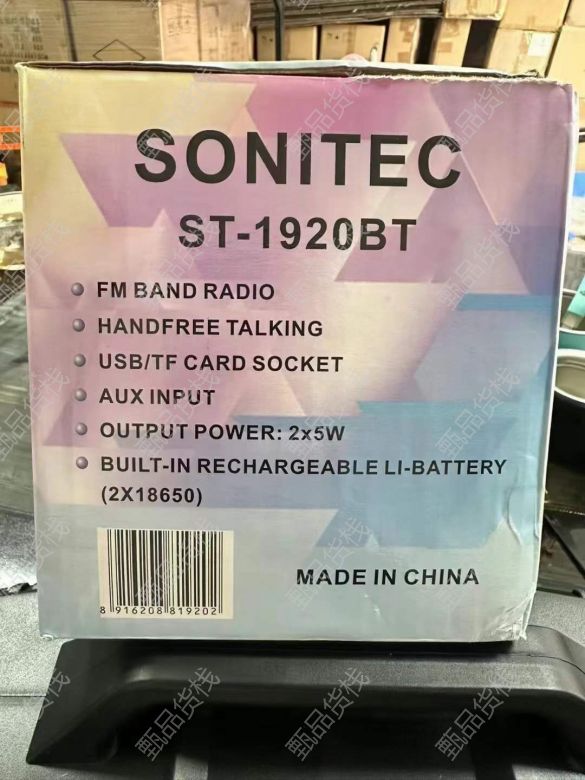 SONITEC
ST-1920BT
FM BAND RADIO
HANDFREE TALKING
USB/TF CARD SOCKET
AUX INPUT
OUTPUT POWER: 2x5W
BUILT-IN RECHARGEABLE LI-BATTERY
(2X18650)
MADE IN CHINA
8 916208 819202
甄品货栈